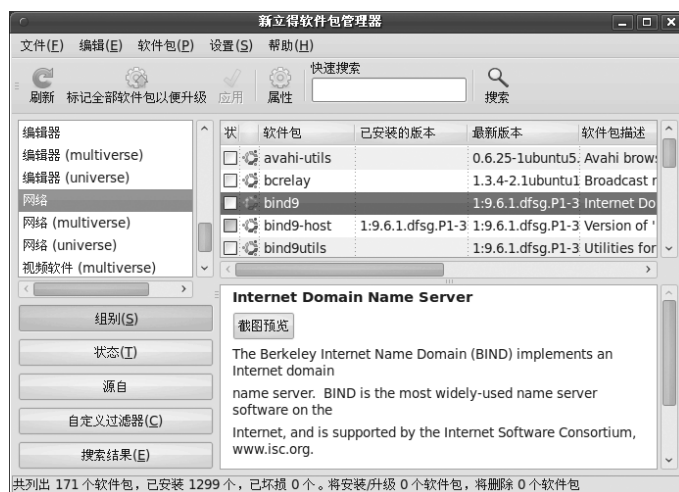 新立得软件包管理器
文件(F) 编辑(E) 软件包(P) 设置(S) 帮助(H)
快速搜索
刷新 标记全部软件包以便升级 应用 属性 搜索
编辑器
编辑器 (multiverse)
编辑器 (universe)
网络
网络 (multiverse)
网络 (universe)
视频软件 (multiverse)
组别(S)
状态(T)
源自
自定义过滤器(C)
搜索结果(E)
状 软件包 已安装的版本 最新版本 软件包描述
avahi-utils 0.6.25-1ubuntu5. Avahi brow
bcrelay 1.3.4-2.1ubuntu1 Broadcast r
bind9 1:9.6.1.dfsg.P1-3 Internet Do
bind9-host 1:9.6.1.dfsg.P1-3 1:9.6.1.dfsg.P1-3 Version of '
bind9utils 1:9.6.1.dfsg.P1-3 Utilities for
Internet Domain Name Server
截图预览
The Berkeley Internet Name Domain (BIND) implements an
Internet domain
name server. BIND is the most widely-used name server
software on the
Internet, and is supported by the Internet Software Consortium,
www.isc.org.
共列出 171 个软件包，已安装 1299 个，已坏损 0 个。将安装/升级 0 个软件包，将删除 0 个软件包